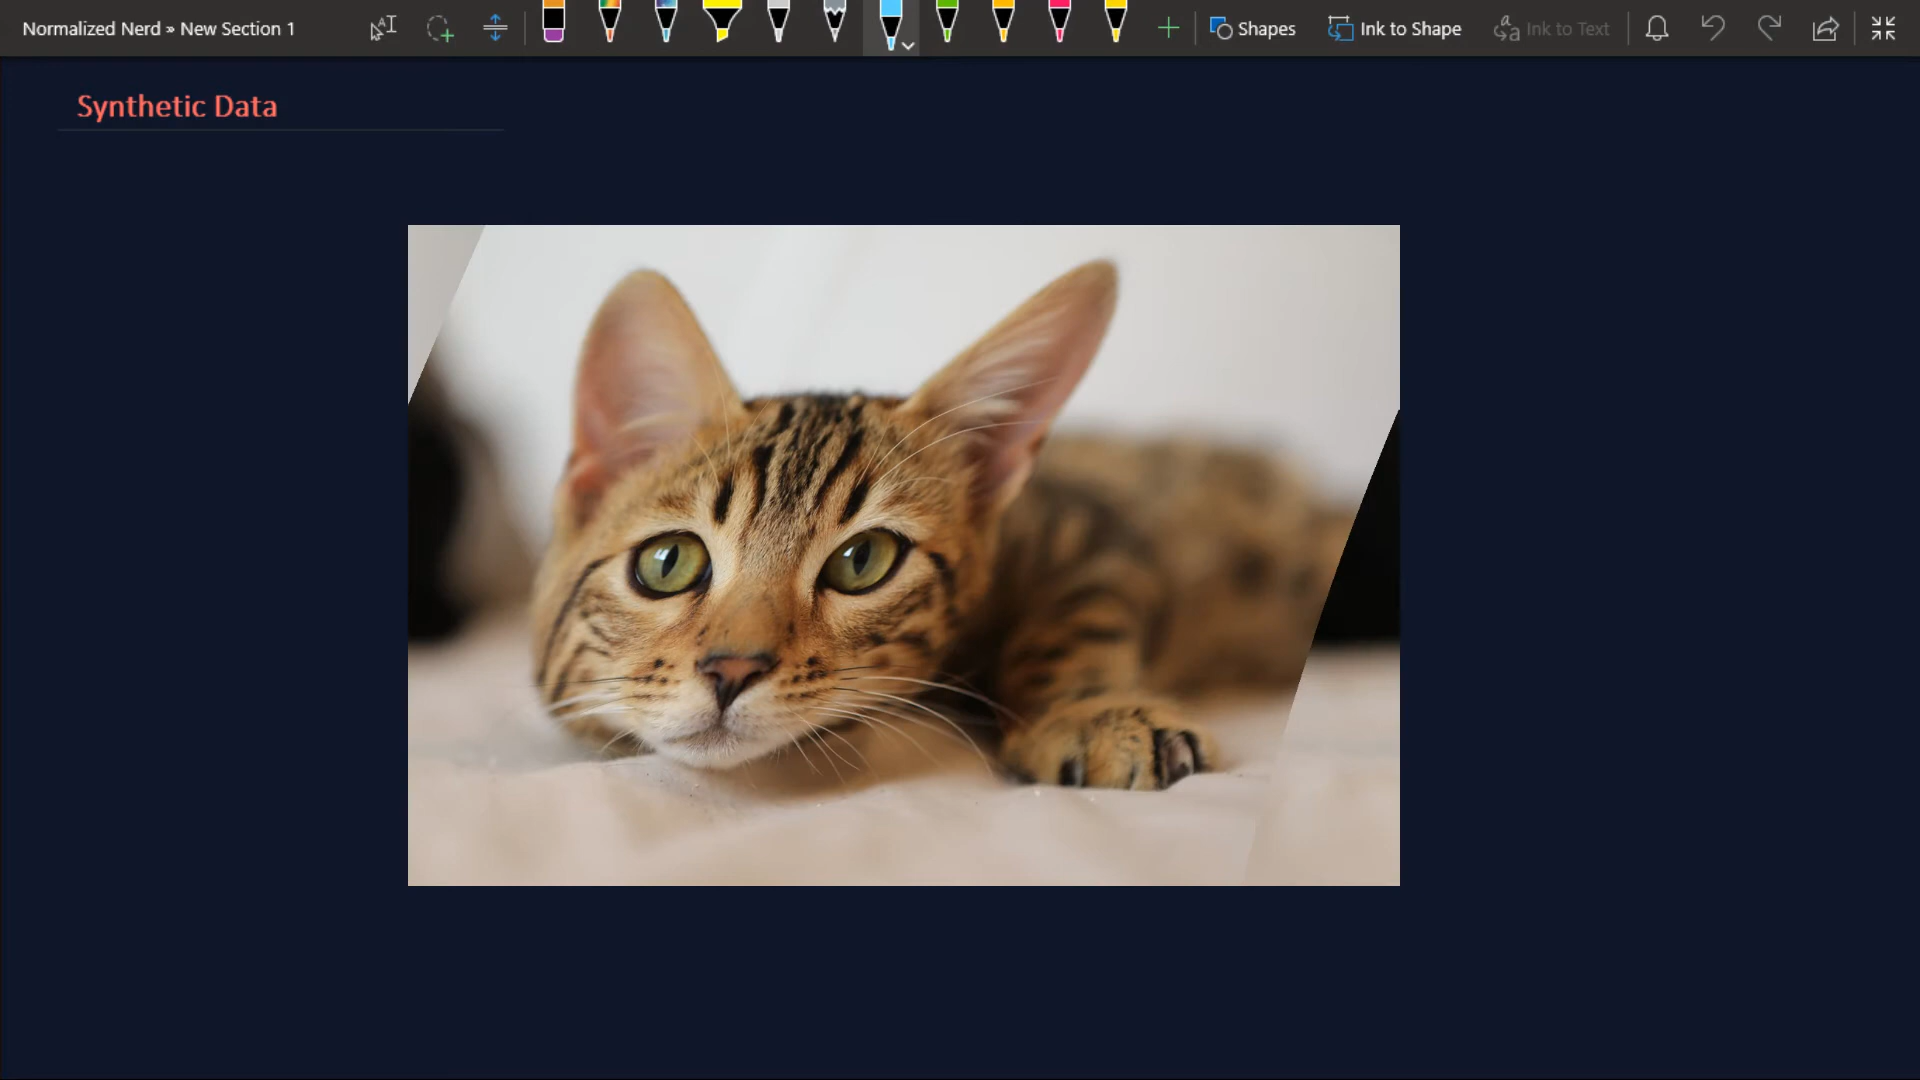 Normalized Nerd » New Section 1
Shapes
Ink to Shape
Ink to Text
Synthetic Data